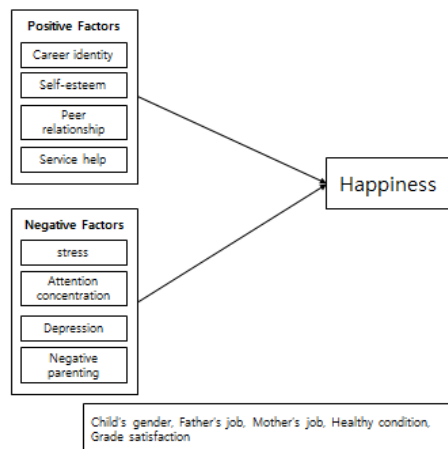 Positive Factors
Career identity
Self-esteem
Peer
relationship
Service help
Happiness
Negative Factors
stress
Attention
concentration
Depression
Negative
parenting
Child's gender, Father's job, Mother's job, Healthy condition,
Grade satisfaction